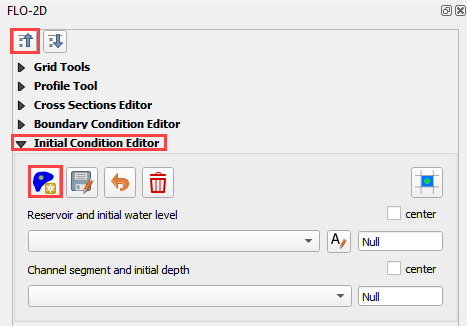 FLO-2D
Grid Tools
Profile Tool
Cross Sections Editor
Boundary Condition Editor
Initial Condition Editor
Reservoir and initial water level center
A Null
Channel segment and initial depth center
Null